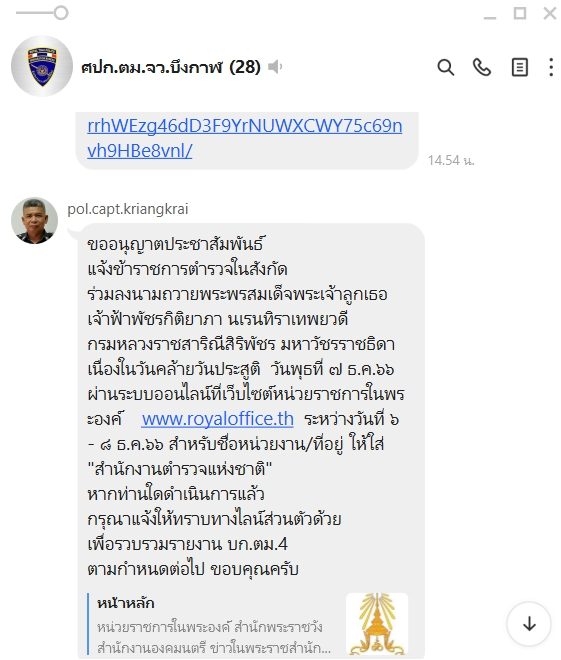 ศปก.ตม.จว.บึงกาฬ (28)
rrhWEzg46dD3F9YrNUWXCWY75c69n
vh9HBe8vnl/
14.54 น.
pol.capt.kriangkrai
ขออนุญาตประชาสัมพันธ์
แจ้งข้าราชการตำรวจในสังกัด
ร่วมลงนามถวายพระพรสมเด็จพระเจ้าลูกเธอ
เจ้าฟ้าพัชรกิติยาภา นเรนทิราเทพยวดี
กรมหลวงราชสาริณีสิริพัชร มหาวัชรราชธิดา
เนื่องในวันคล้ายวันประสูติ วันพุธที่ ๗ ธ.ค.๖๖
ผ่านระบบออนไลน์ที่เว็บไซต์หน่วยราชการในพร
ะองค์ www.royaloffice.th ระหว่างวันที่ ๖
- ๘ ธ.ค.๖๖ สำหรับชื่อหน่วยงาน/ที่อยู่ ให้ใส่
"สำนักงานตำรวจแห่งชาติ"
หากท่านใดดำเนินการแล้ว
กรุณาแจ้งให้ทราบทางไลน์ส่วนตัวด้วย
เพื่อรวบรวมรายงาน บก.ตม.4
ตามกำหนดต่อไป ขอบคุณครับ
หน้าหลัก
หน่วยราชการในพระองค์ สำนักพระราชวัง
สำนักงานองคมนตรี ข่าวในพระราชสำนัก...